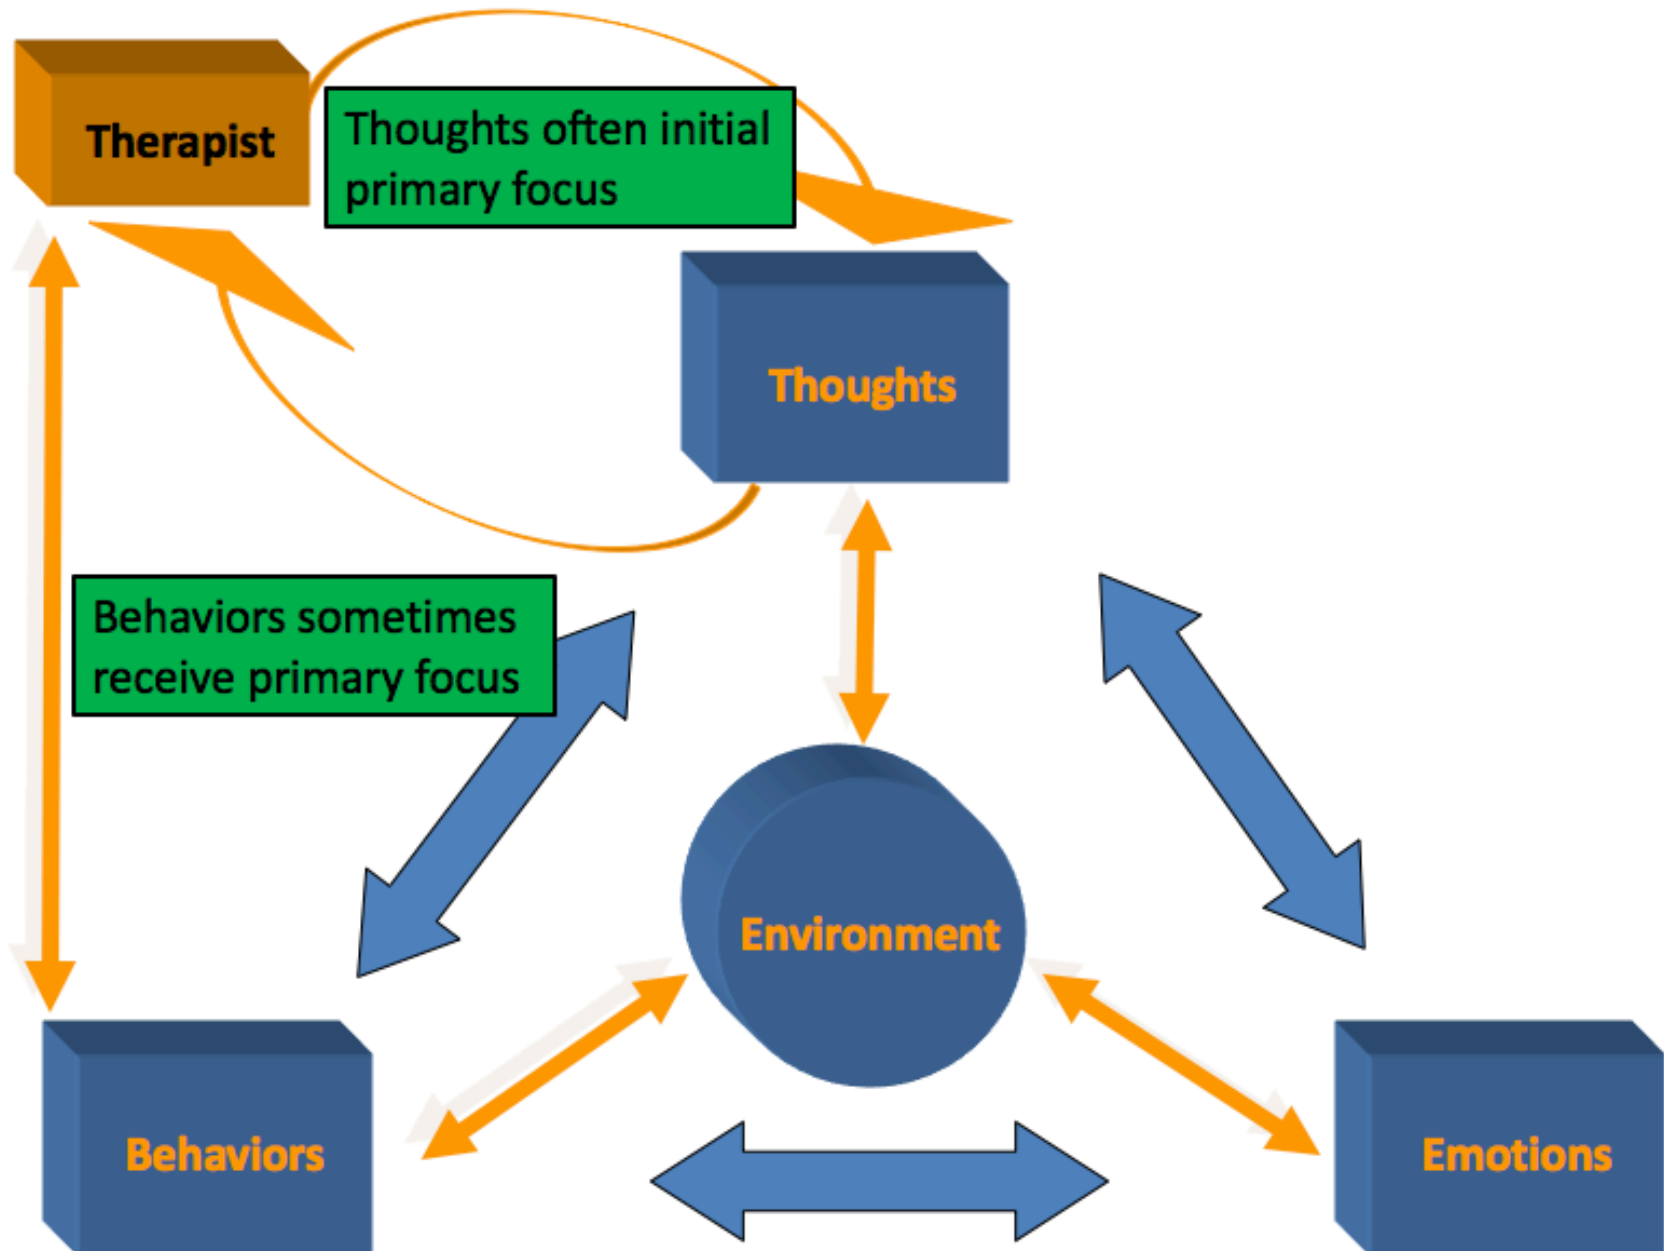 Therapist
Thoughts often initial
primary focus
Thoughts
Behaviors sometimes
receive primary focus
Environment
Behaviors
Emotions